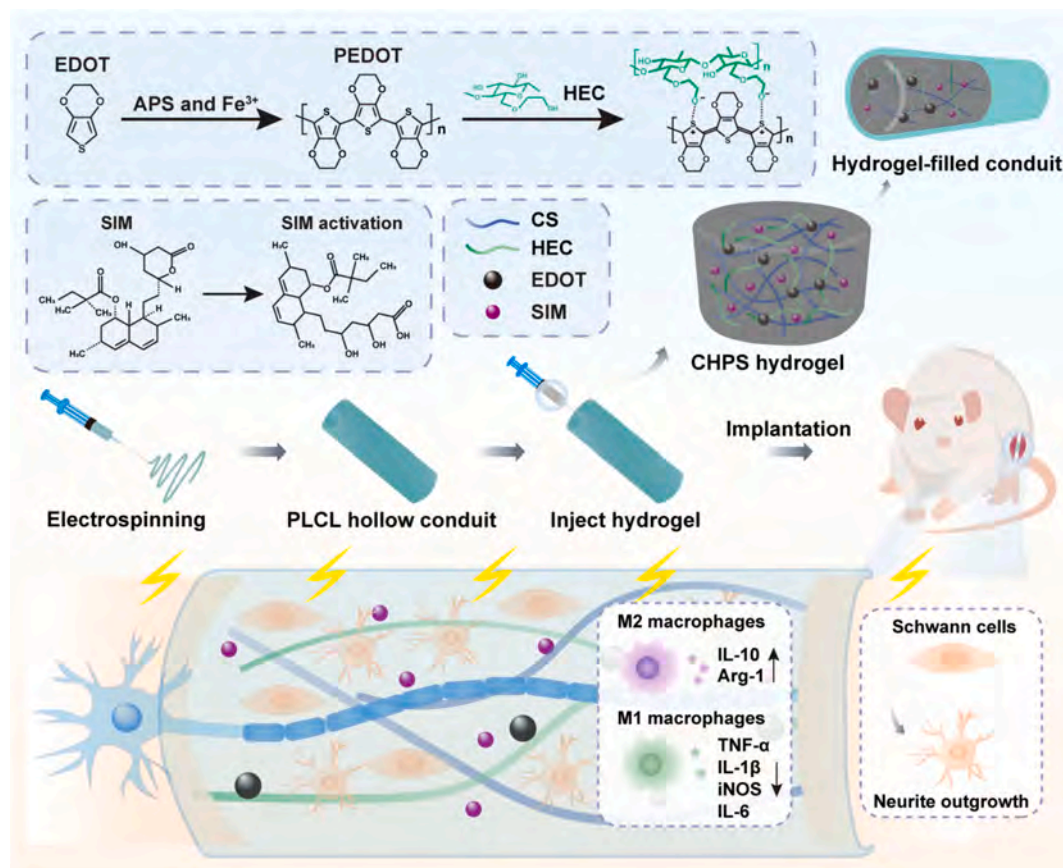 EDOT
APS and Fe³⁺
PEDOT
n
HEC
n
n
Hydrogel-filled conduit
SIM
SIM activation
CS
HEC
EDOT
SIM
CHPS hydrogel
Electrospinning
PLCL hollow conduit
Inject hydrogel
Implantation
M2 macrophages
IL-10
Arg-1
M1 macrophages
TNF-α
IL-1β
iNOS
IL-6
Schwann cells
Neurite outgrowth